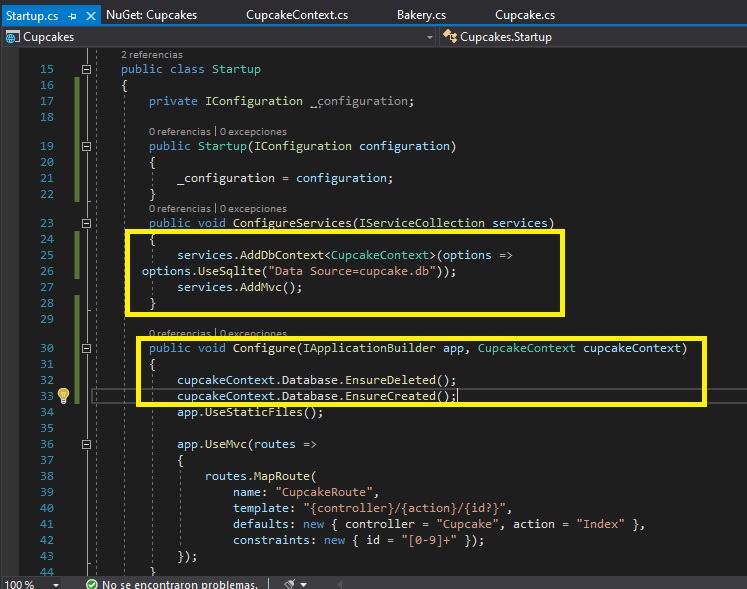 Startup.cs NuGet: Cupcakes CupcakeContext.cs Bakery.cs Cupcake.cs
Cupcakes Cupcakes.Startup
2 referencias
15 public class Startup
16 {
17 private IConfiguration _configuration;
18
0 referencias | 0 excepciones
19 public Startup(IConfiguration configuration)
20 {
21 _configuration = configuration;
22 }
0 referencias | 0 excepciones
23 public void ConfigureServices(IServiceCollection services)
24 {
25 services.AddDbContext<CupcakeContext>(options =>
26 options.UseSqlite("Data Source=cupcake.db"));
27 services.AddMvc();
28 }
29
0 referencias | 0 excepciones
30 public void Configure(IApplicationBuilder app, CupcakeContext cupcakeContext)
31 {
32 cupcakeContext.Database.EnsureDeleted();
33 cupcakeContext.Database.EnsureCreated();
34 app.UseStaticFiles();
35
36 app.UseMvc(routes =>
37 {
38 routes.MapRoute(
39 name: "CupcakeRoute",
40 template: "{controller}/{action}/{id?}",
41 defaults: new { controller = "Cupcake", action = "Index" },
42 constraints: new { id = "[0-9]+" });
43 });
44 }
100 % No se encontraron problemas.